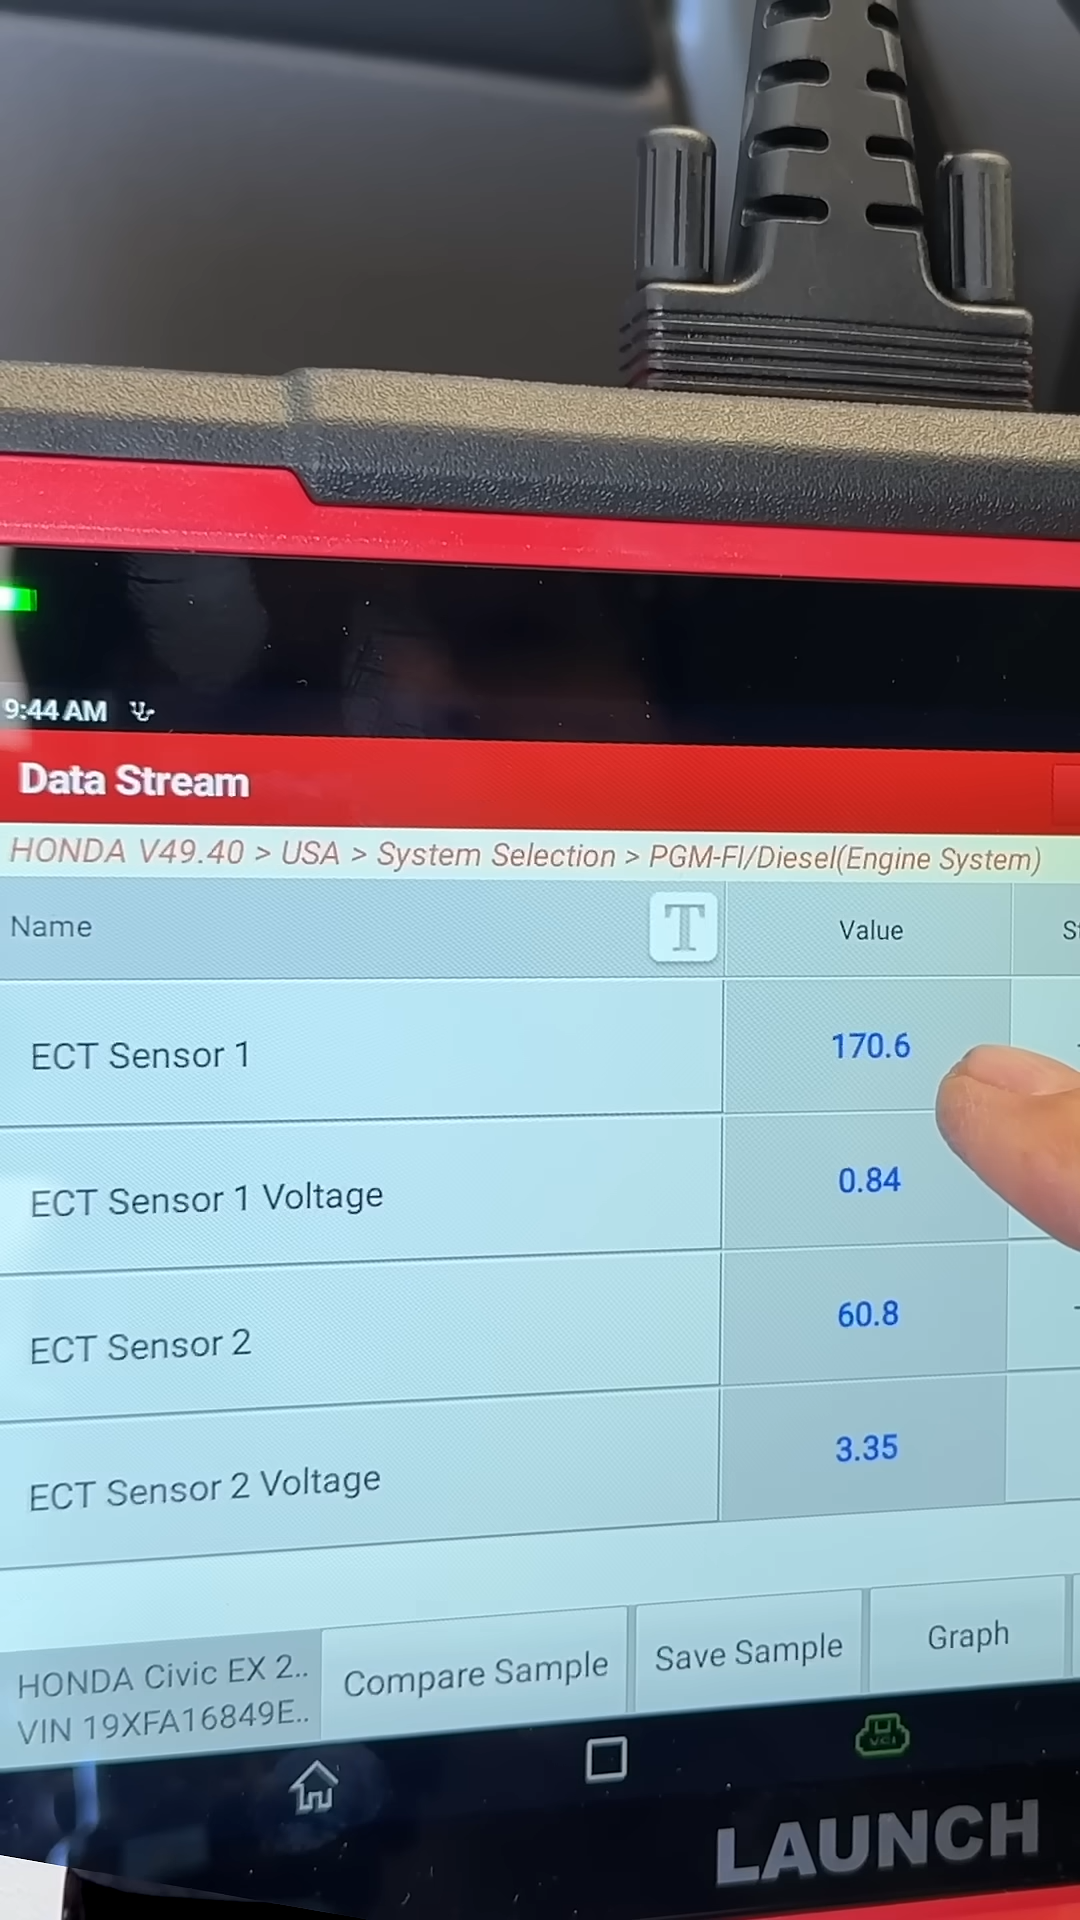 9:44 AM
Data Stream
HONDA V49.40 > USA > System Selection > PGM-FI/Diesel(Engine System)
Name T Value
ECT Sensor 1 170.6
ECT Sensor 1 Voltage 0.84
ECT Sensor 2 60.8
ECT Sensor 2 Voltage 3.35
HONDA Civic EX 2..
VIN 19XFA16849E..
Compare Sample
Save Sample
Graph
VCI
LAUNCH